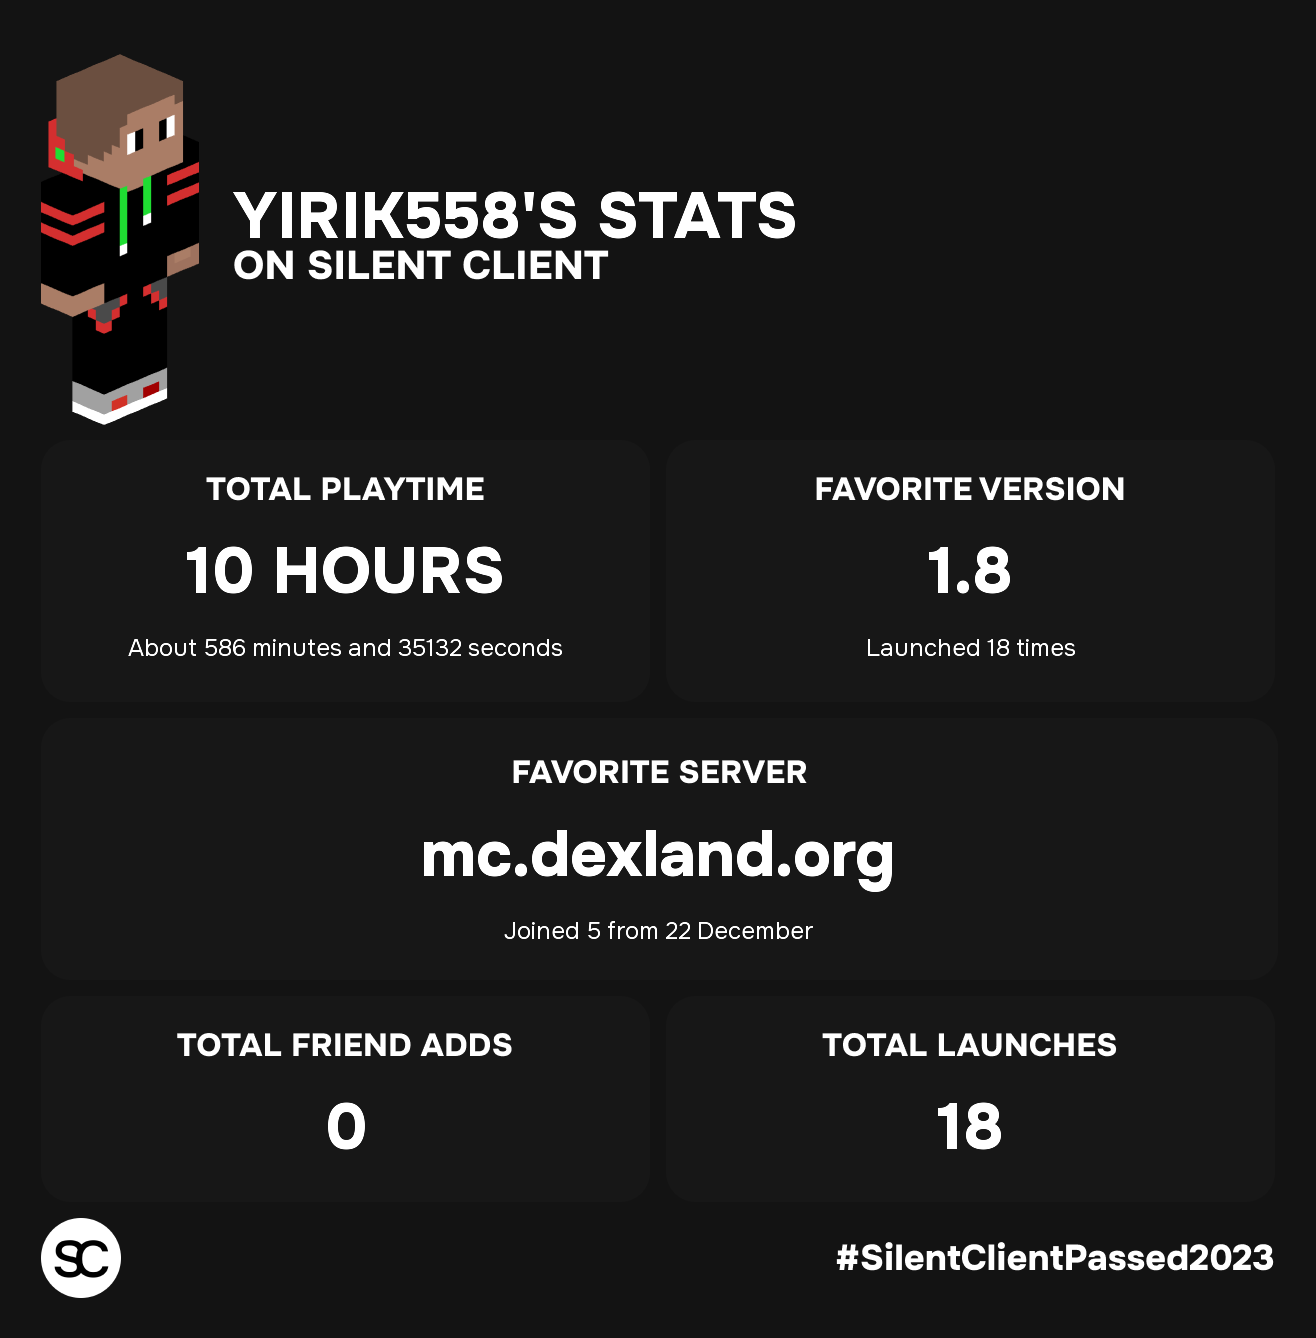 YIRIK558'S STATS
ON SILENT CLIENT
TOTAL PLAYTIME
10 HOURS
About 586 minutes and 35132 seconds
FAVORITE VERSION
1.8
Launched 18 times
FAVORITE SERVER
mc.dexland.org
Joined 5 from 22 December
TOTAL FRIEND ADDS
0
TOTAL LAUNCHES
18
SC
#SilentClientPassed2023